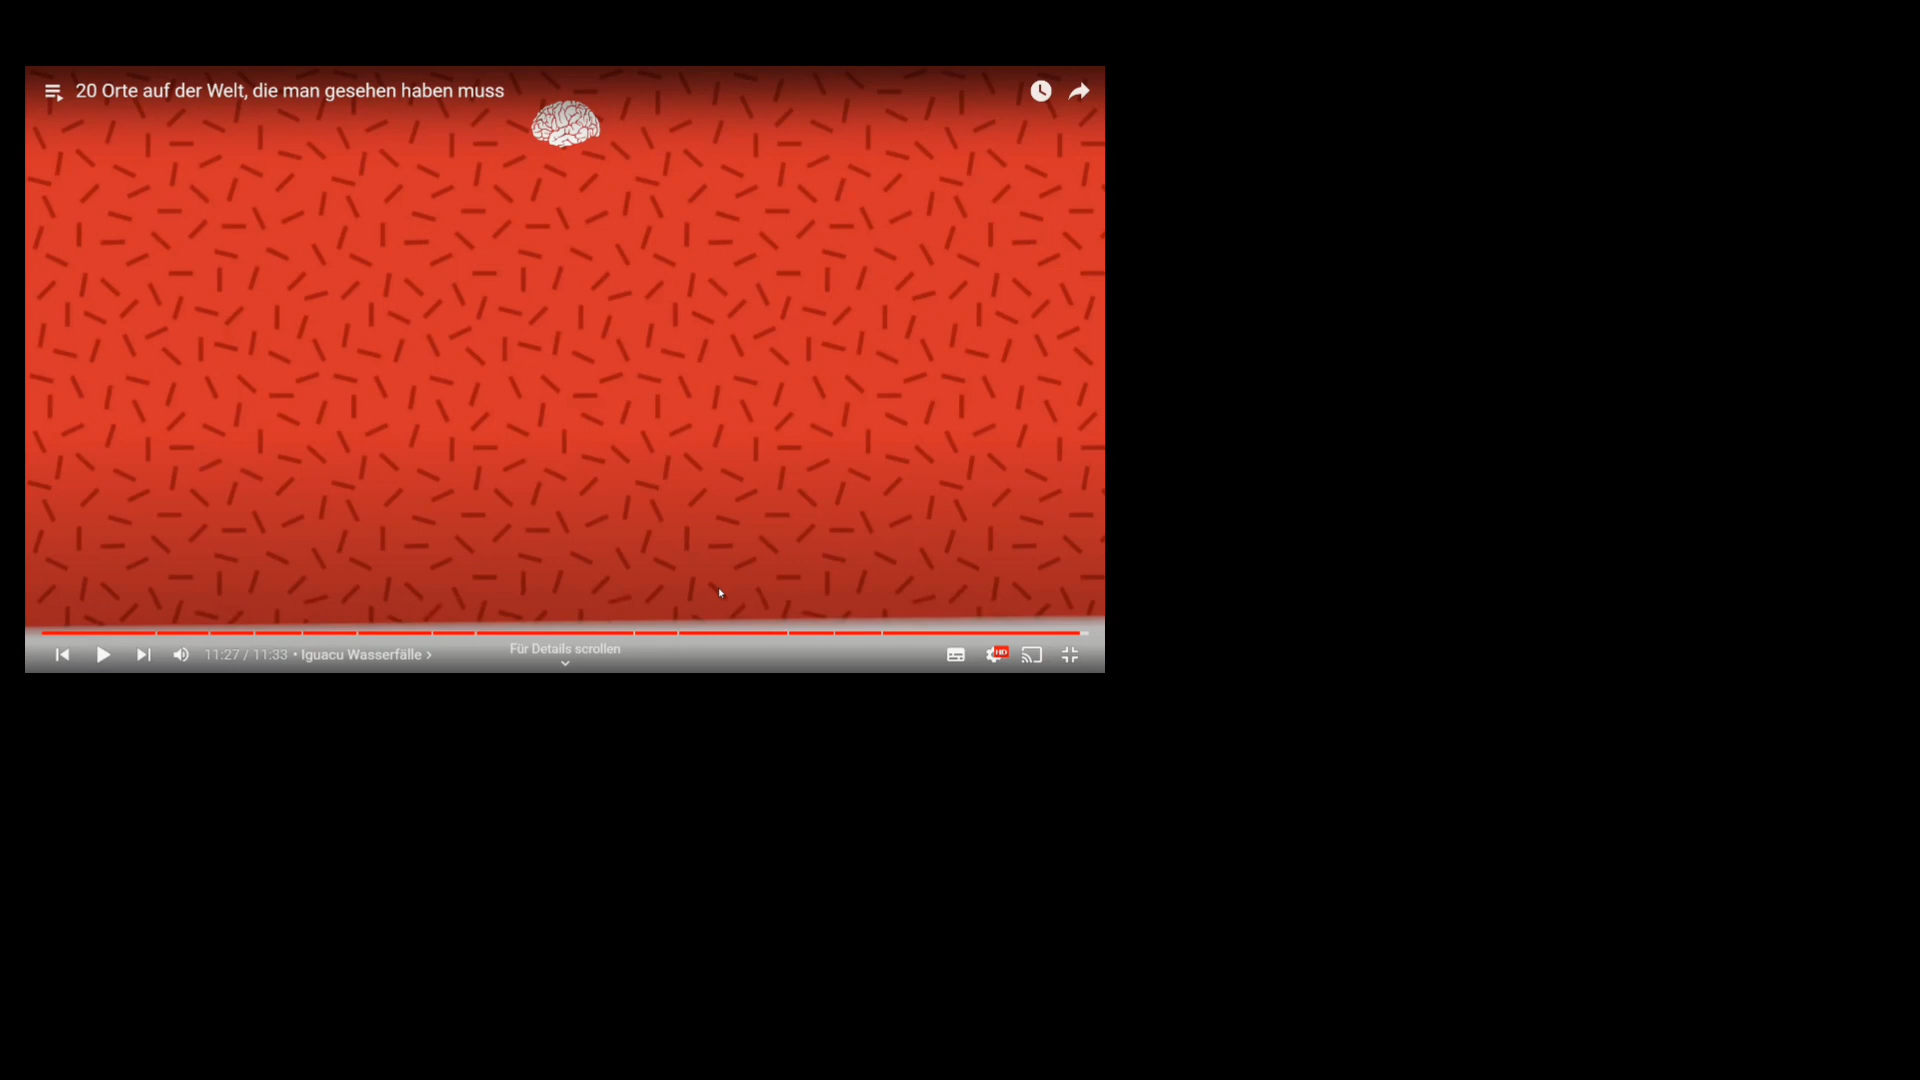 20 Orte auf der Welt, die man gesehen haben muss
Für Details scrollen
11:27 / 11:33 • Iguacu Wasserfälle >
HD